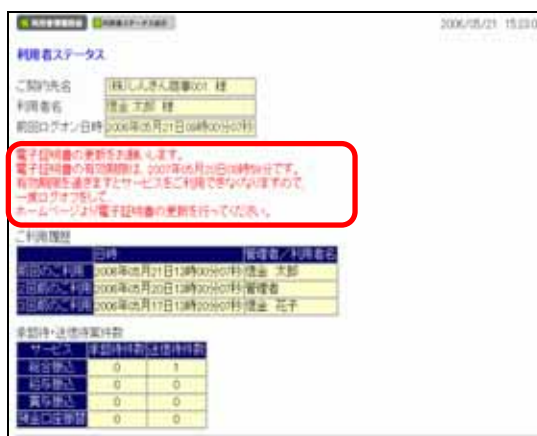 2006/05/21
利用者ステータス
ご契約先名 (株)しんきん商事001 様
利用者名 信金 太郎 様
前回ログオン日時 2006年05月21日09時00分07秒
電子証明書の更新をお願いします。
電子証明書の有効期限は、2007年05月20日08時59分です。
有効期限を過ぎますとサービスをご利用できなくなりますので、
一度ログオフをして、
ホームページより電子証明書の更新を行ってください。
ご利用履歴
日時 管理者/利用者名
前回のご利用 2006年05月21日13時00分07秒 信金 太郎
2回前のご利用 2006年05月20日13時00分07秒 管理者
3回前のご利用 2006年05月17日13時20分07秒 信金 花子
承認待・送信待案件数
サービス 承認待件数 送信待件数
総合振込 0 1
給与振込 0 0
賞与振込 0 0
預金口座振替 0 0